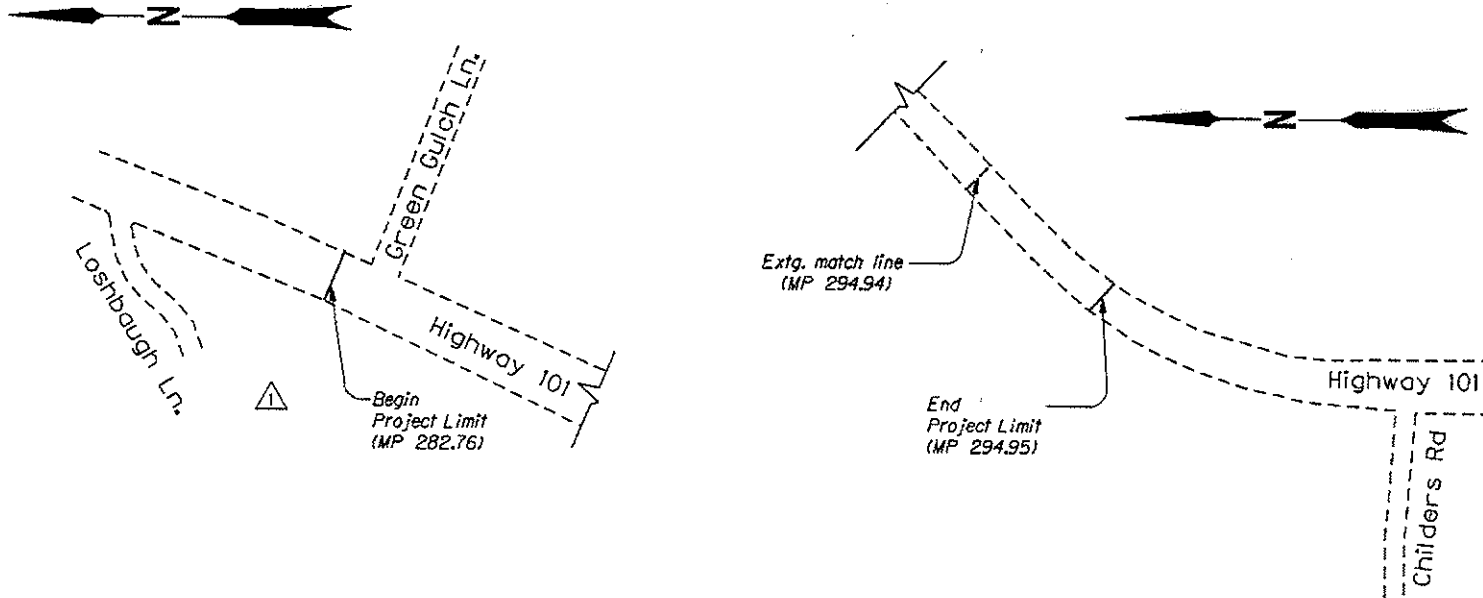 N
Green Gulch Ln.
Loshbaugh Ln.
Highway 101
1
Begin
Project Limit
(MP 282.76)
N
Extg. match line
(MP 294.94)
End
Project Limit
(MP 294.95)
Highway 101
Childers Rd